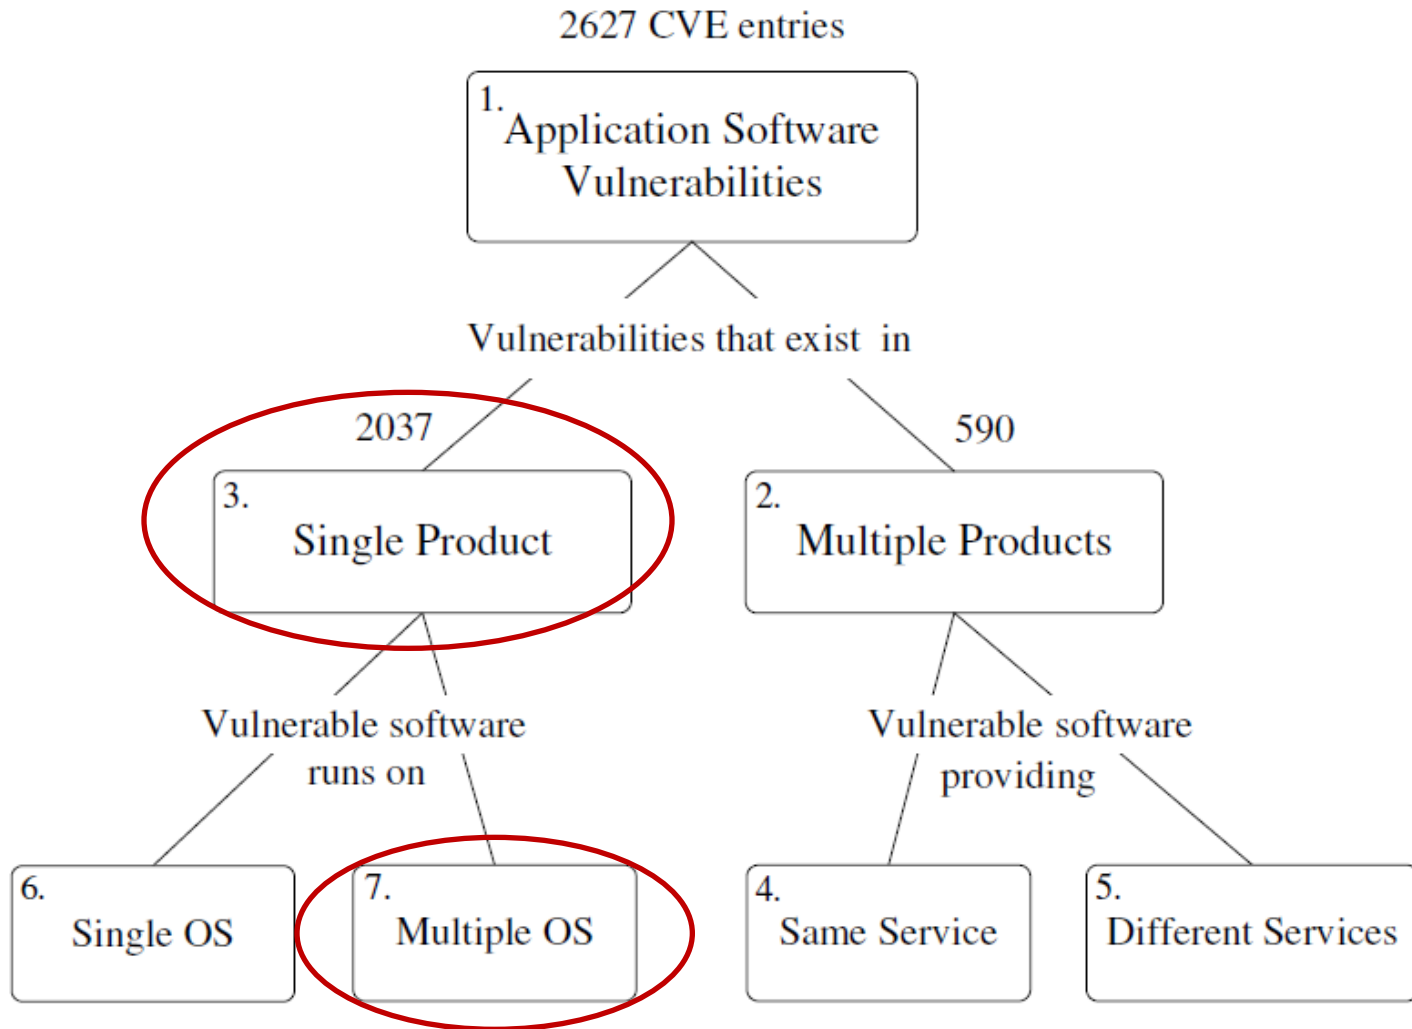 2627 CVE entries
1.
Application Software
Vulnerabilities
Vulnerabilities that exist in
2037
590
3.
Single Product
2.
Multiple Products
Vulnerable software
runs on
Vulnerable software
providing
6.
Single OS
7.
Multiple OS
4.
Same Service
5.
Different Services